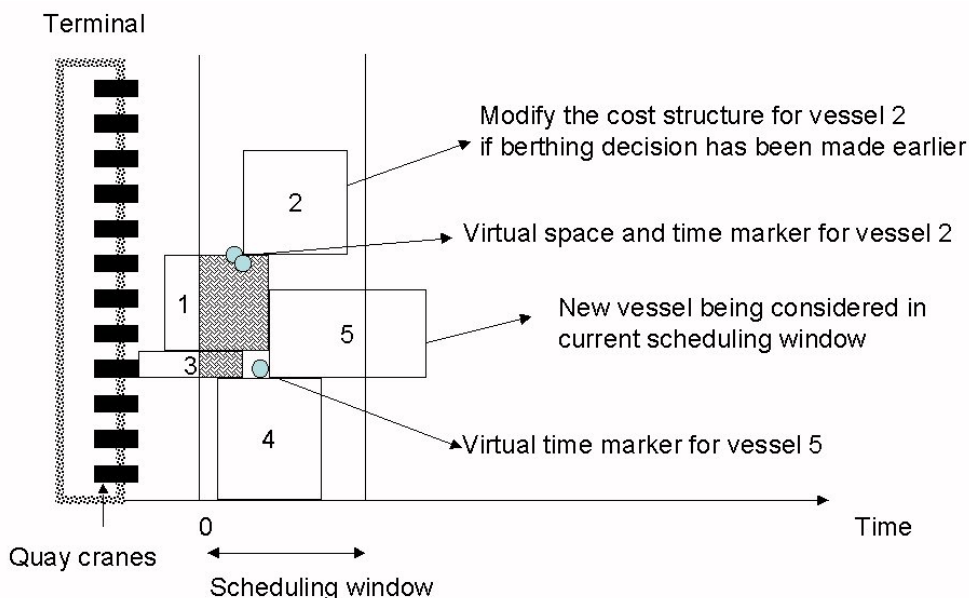 Terminal
Modify the cost structure for vessel 2
if berthing decision has been made earlier
2
Virtual space and time marker for vessel 2
1
5
New vessel being considered in
current scheduling window
3
4
Virtual time marker for vessel 5
0
Time
Quay cranes
Scheduling window